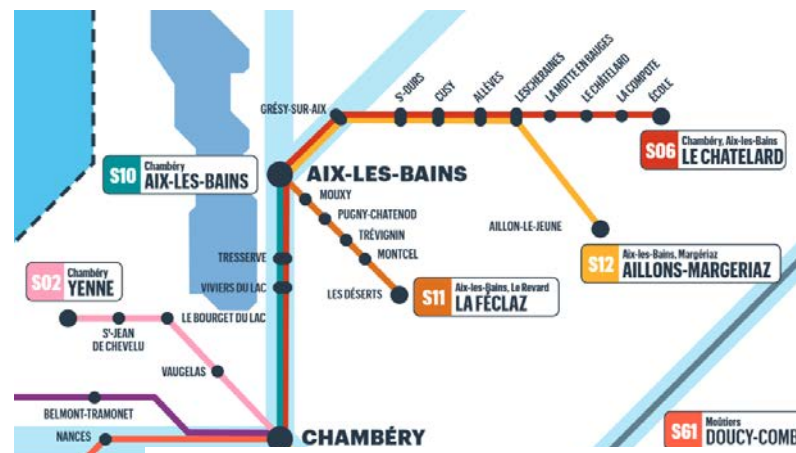 S-OURS
CUSY
ALLÈVES
LESCHERAINES
LA MOTTE EN BAUGES
LE CHÂTELARD
LA COMPOTE
ÉCOLE
GRÉSY-SUR-AIX
S06
Chambéry, Aix-les-Bains
LE CHATELARD
S10
Chambéry
AIX-LES-BAINS
AIX-LES-BAINS
MOUXY
PUGNY-CHATENOD
TRÉVIGNIN
MONTCEL
AILLON-LE-JEUNE
TRESSERVE
S12
Aix-les-Bains, Margériaz
AILLONS-MARGERIAZ
S02
Chambéry
YENNE
VIVIERS DU LAC
LES DÉSERTS
S11
Aix-les-Bains, Le Revard
LA FÉCLAZ
LE BOURGET DU LAC
ST-JEAN
DE CHEVELU
VAUGELAS
BELMONT-TRAMONET
NANCES
CHAMBÉRY
S61
Moûtiers
DOUCY-COMB